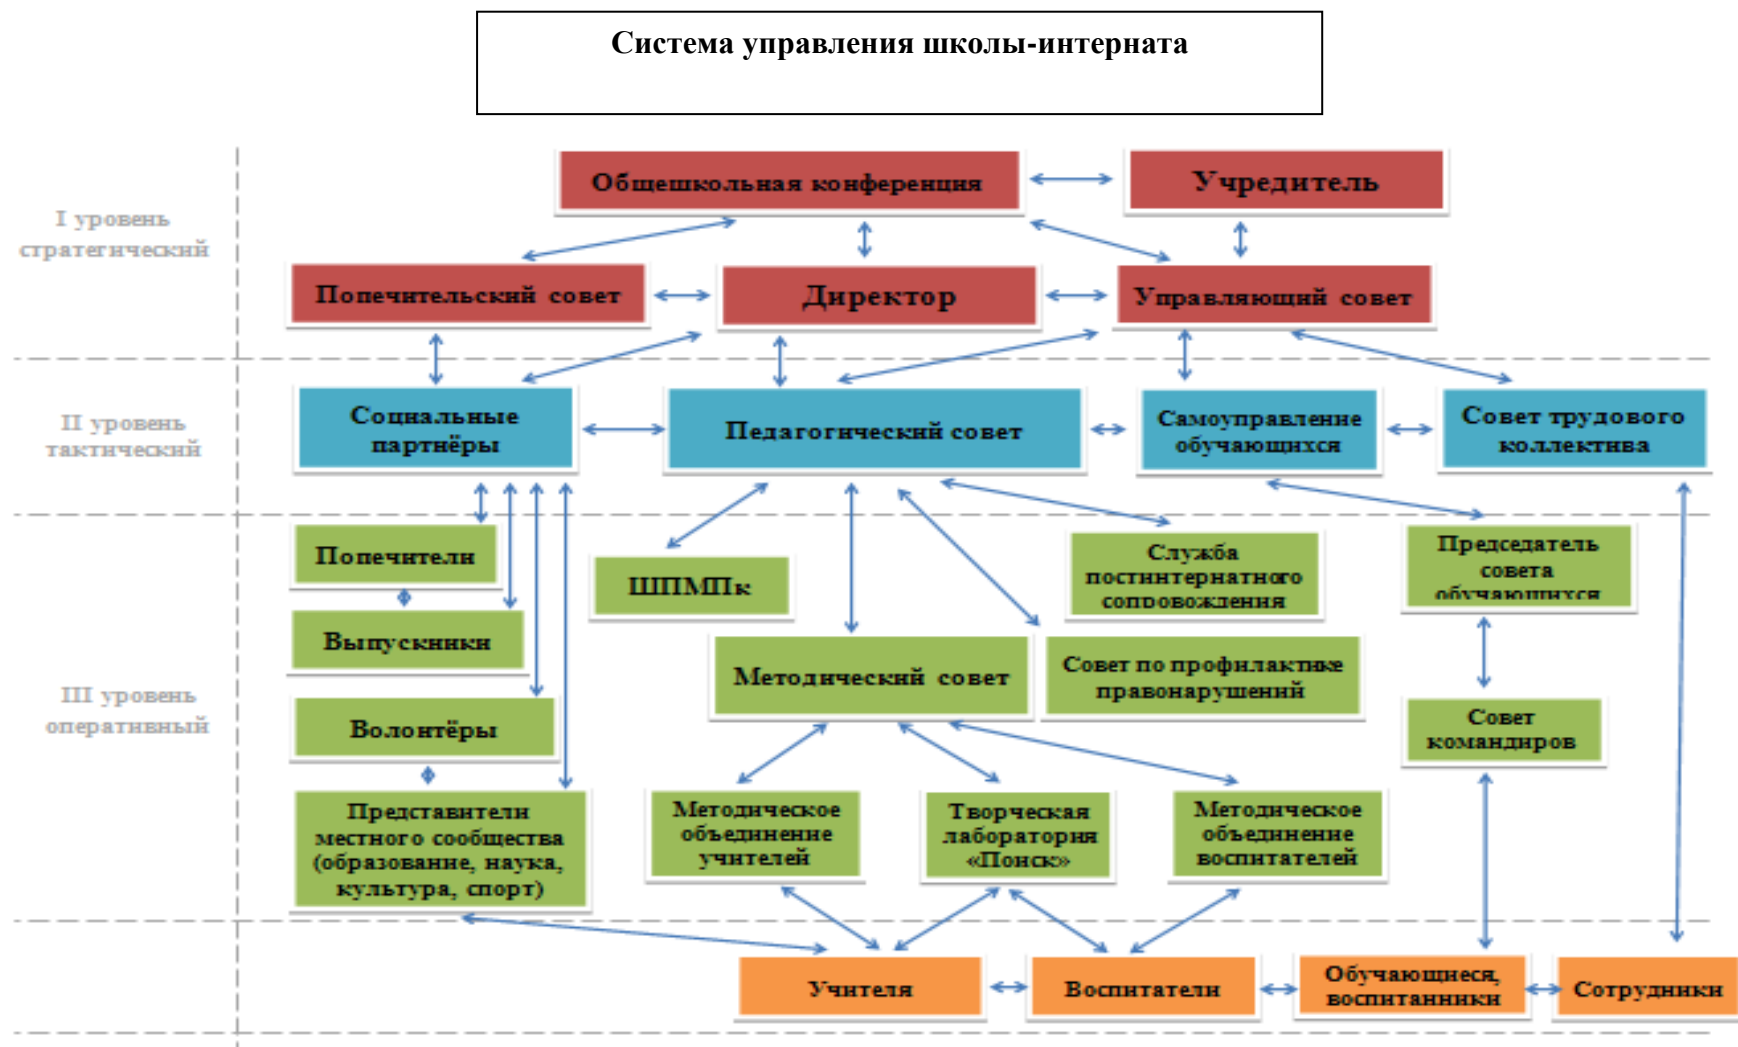 Система управления школы-интерната
Общешкольная конференция
Учредитель
I уровень
стратегический
Попечительский совет
Директор
Управляющий совет
II уровень
тактический
Социальные
партнёры
Педагогический совет
Самоуправление
обучающихся
Совет трудового
коллектива
Попечители
ШПМПк
Служба
постинтернатного
сопровождения
Председатель
совета
обучающихся
Выпускники
Методический совет
Совет по профилактике
правонарушений
III уровень
оперативный
Волонтёры
Совет
командиров
Представители
местного сообщества
(образование, наука,
культура, спорт)
Методическое
объединение
учителей
Творческая
лаборатория
«Поиск»
Методическое
объединение
воспитателей
Учителя
Воспитатели
Обучающиеся,
воспитанники
Сотрудники